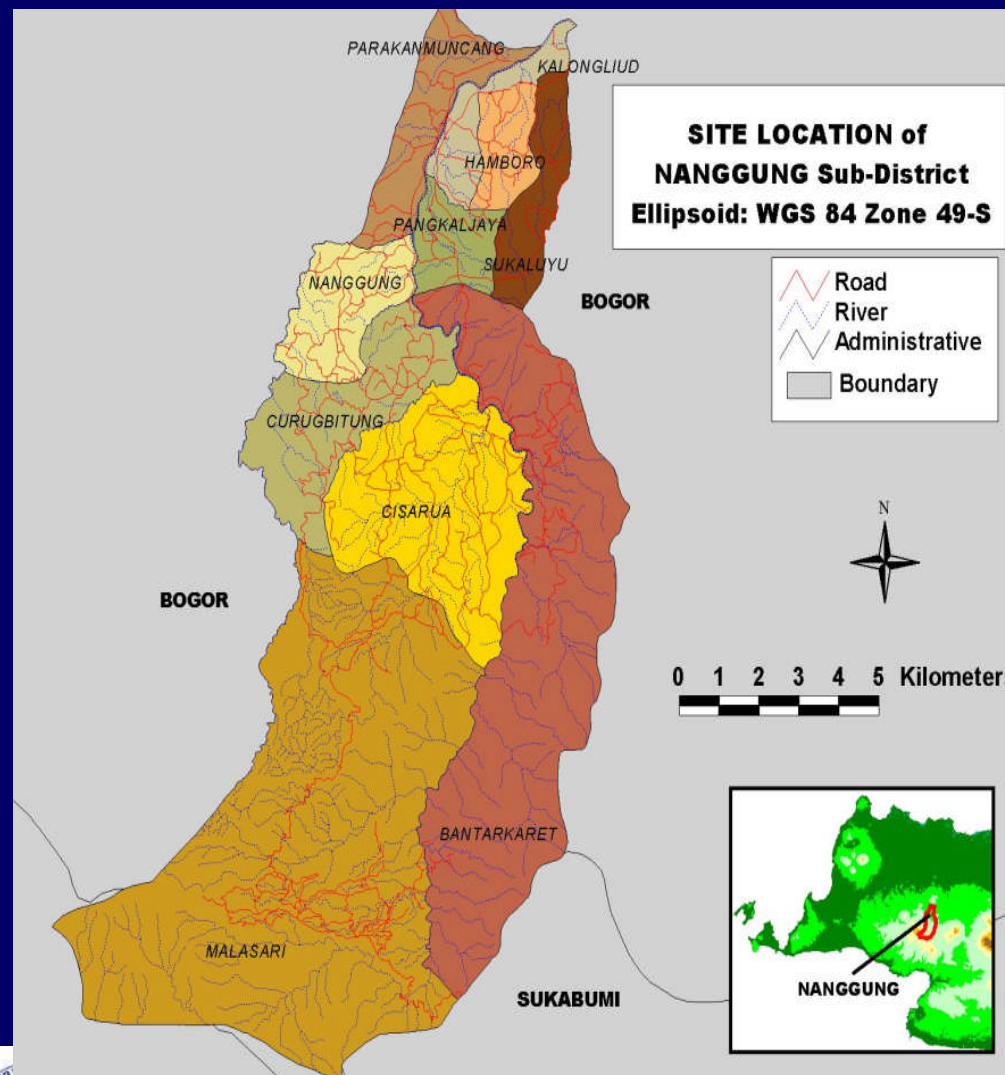 PARAKANMUNCANG
KALONGLIUD
SITE LOCATION of
NANGGUNG Sub-District
Ellipsoid: WGS 84 Zone 49-S
HAMBORO
PANGKALJAYA
SUKALUYU
NANGGUNG
BOGOR
Road
River
Administrative
Boundary
CURUGBITUNG
CISARUA
N
BOGOR
0 1 2 3 4 5 Kilometer
BANTARKARET
MALASARI
NANGGUNG
SUKABUMI